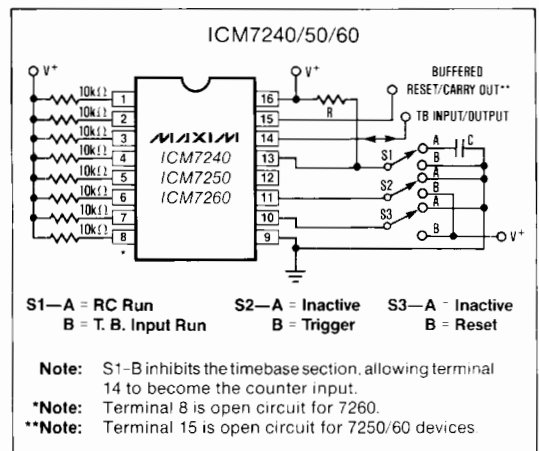 ICM7240/50/60
V+
10kΩ
10kΩ
10kΩ
10kΩ
10kΩ
10kΩ
10kΩ
10kΩ
1
2
3
4
5
6
7
8
*
MAXIM
ICM7240
ICM7250
ICM7260
16
15
14
13
12
11
10
9
V+
R
BUFFERED
RESET/CARRY OUT**
TB INPUT/OUTPUT
S1
A
C
B
S2
A
B
S3
A
B
V+
S1—A = RC Run
B = T. B. Input Run
S2—A = Inactive
B = Trigger
S3—A = Inactive
B = Reset
Note: S1-B inhibits the timebase section, allowing terminal
14 to become the counter input.
*Note: Terminal 8 is open circuit for 7260.
**Note: Terminal 15 is open circuit for 7250/60 devices.